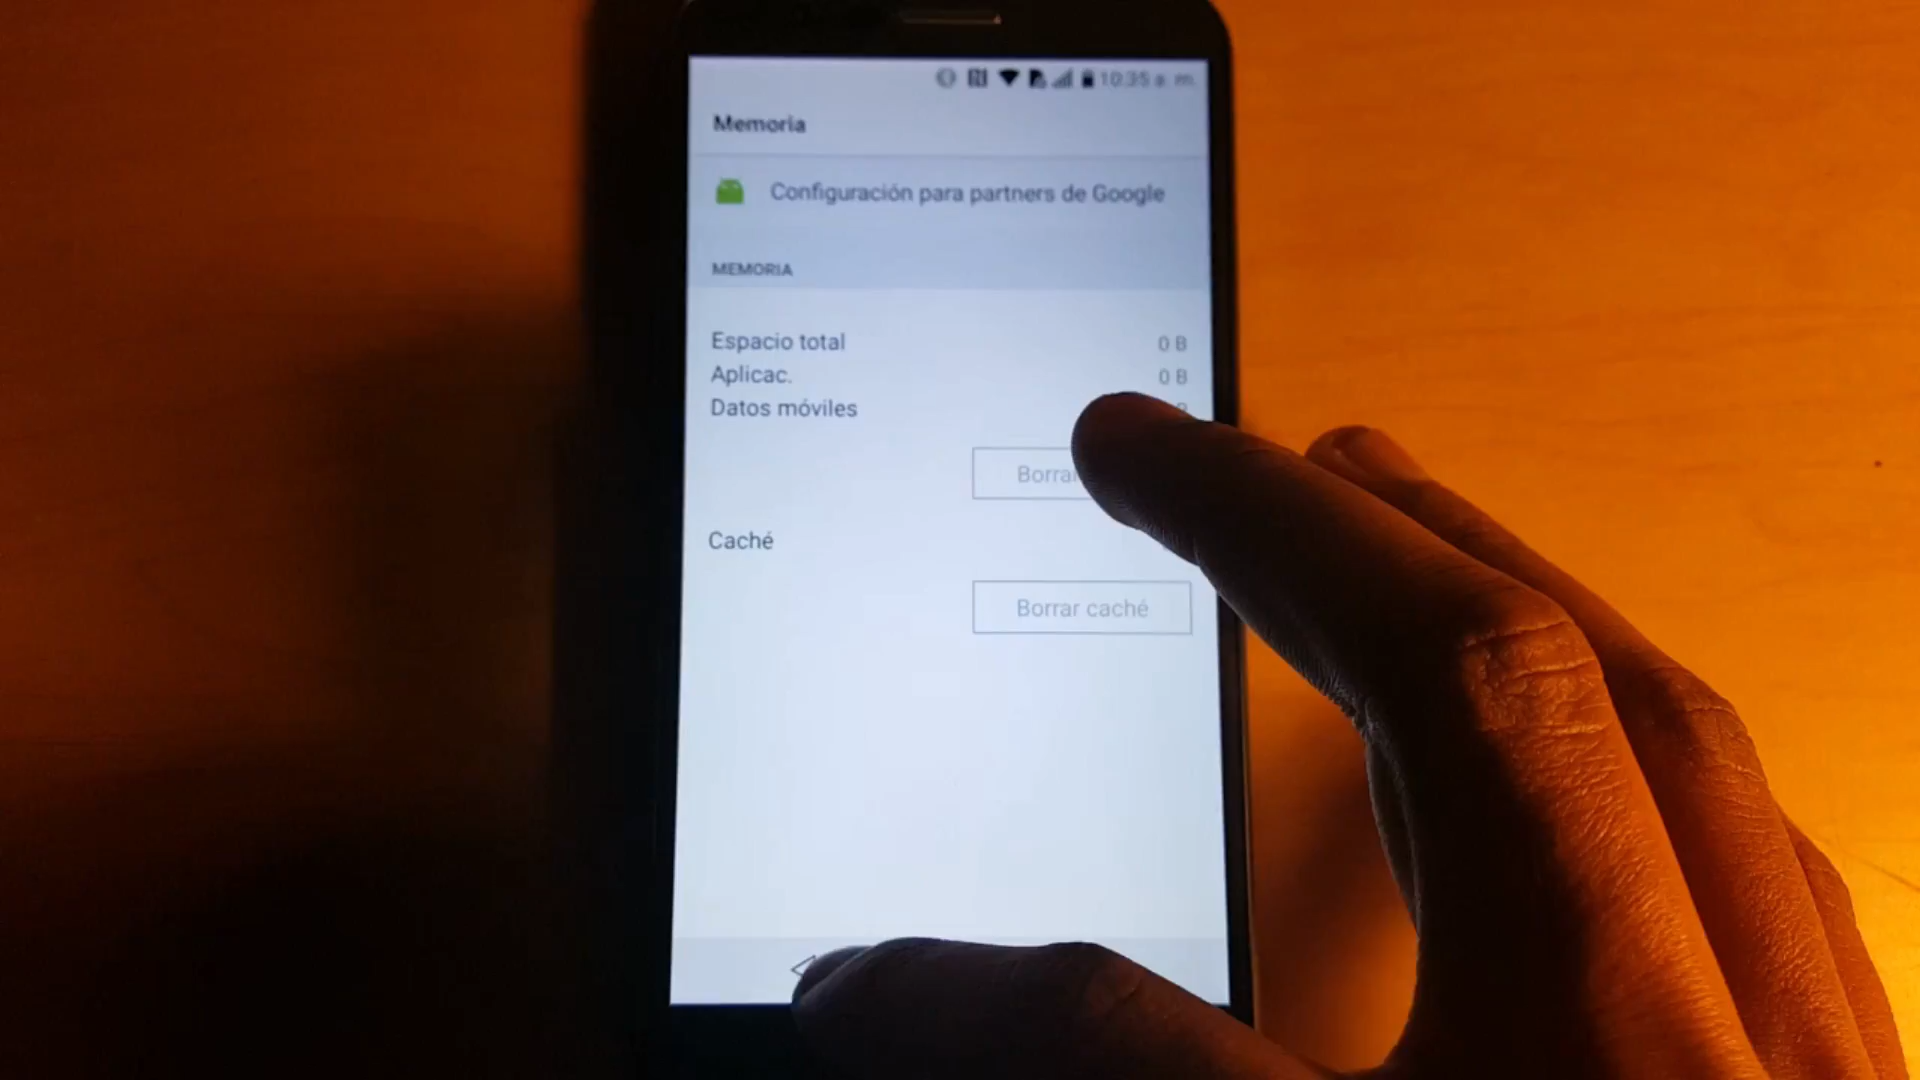 10:35 a. m.
Memoria
Configuración para partners de Google
MEMORIA
Espacio total 0 B
Aplicac. 0 B
Datos móviles
Caché
Borrar caché